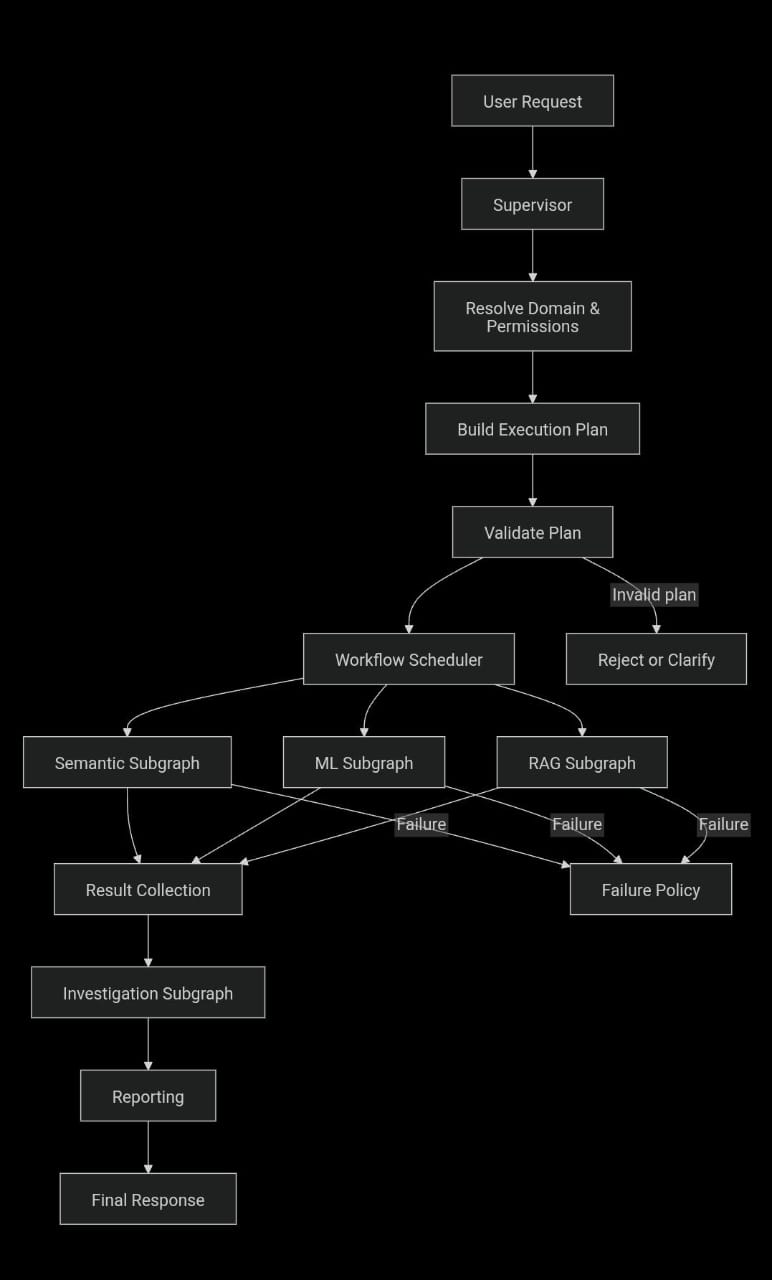 User Request
Supervisor
Resolve Domain &
Permissions
Build Execution Plan
Validate Plan
Invalid plan
Workflow Scheduler
Reject or Clarify
Semantic Subgraph
ML Subgraph
RAG Subgraph
Failure
Failure
Failure
Result Collection
Failure Policy
Investigation Subgraph
Reporting
Final Response